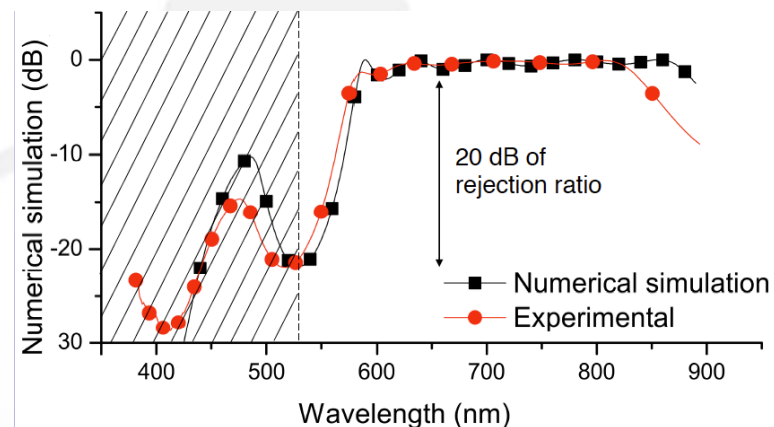 Numerical simulation (dB)
0
-10
-20
30
20 dB of
rejection ratio
Numerical simulation
Experimental
400
500
600
700
800
900
Wavelength (nm)